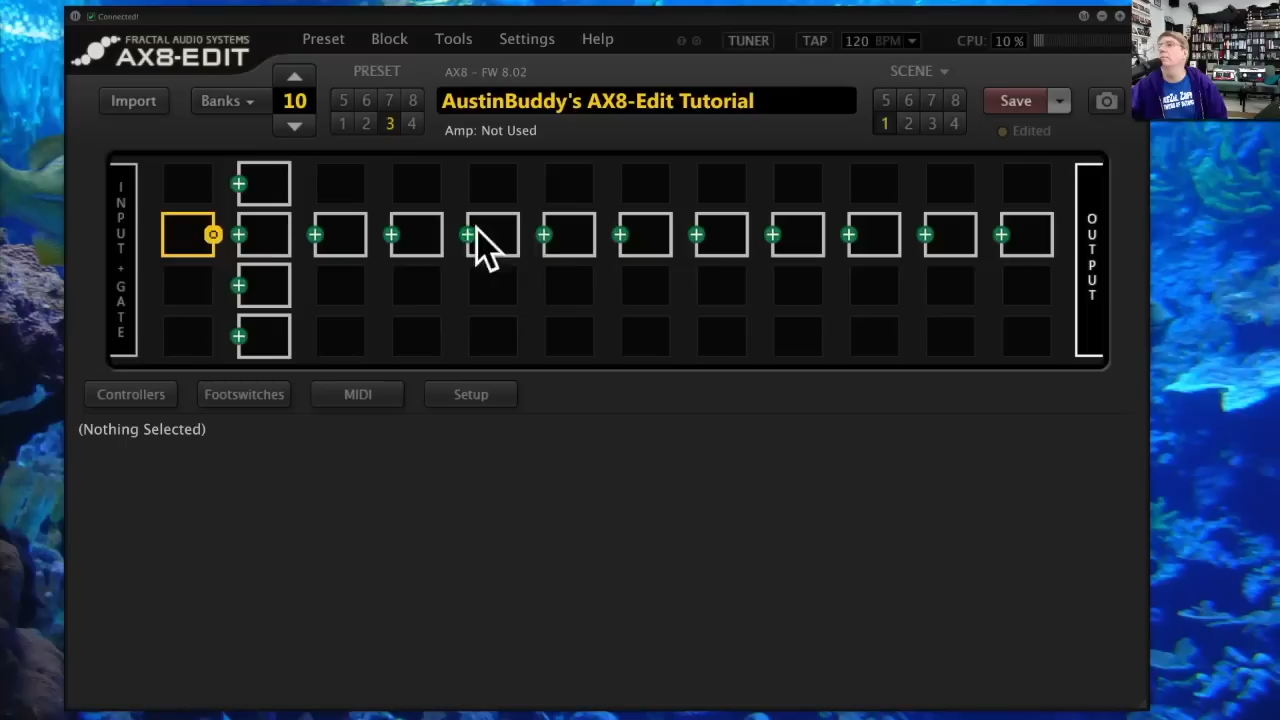 Connected!
FRACTAL AUDIO SYSTEMS
AX8-EDIT
Preset Block Tools Settings Help
TUNER TAP 120 BPM CPU: 10 %
PRESET
AX8 - FW 8.02
SCENE
Import Banks 10
5 6 7 8
1 2 3 4
AustinBuddy's AX8-Edit Tutorial
Amp: Not Used
5 6 7 8
1 2 3 4
Save
Edited
INPUT + GATE
OUTPUT
Controllers Footswitches MIDI Setup
(Nothing Selected)